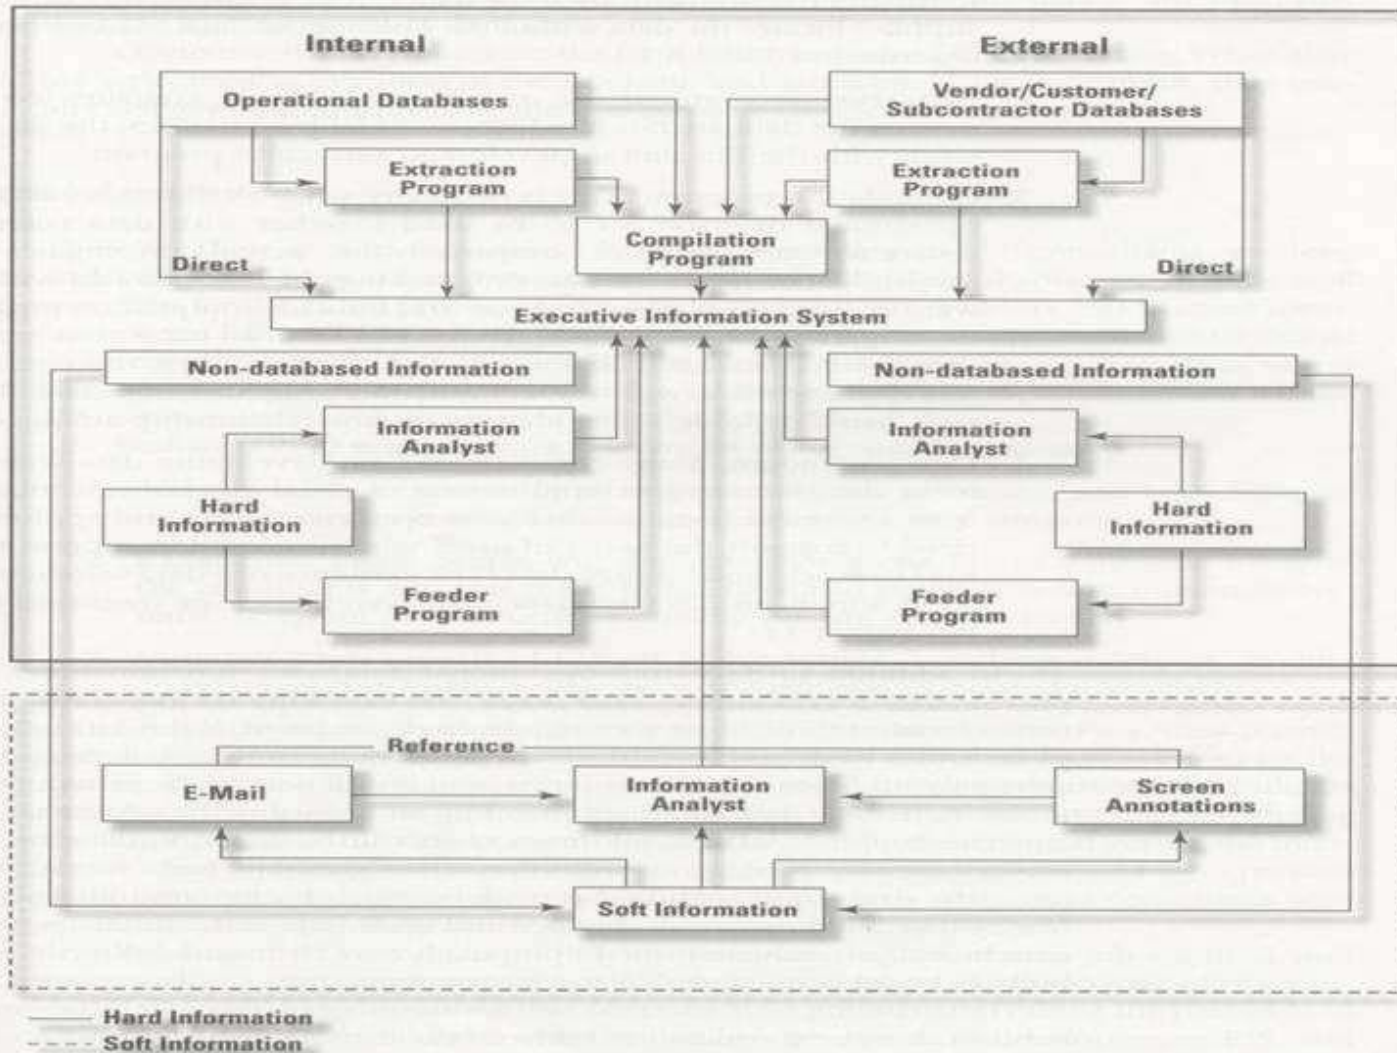 Internal
External
Operational Databases
Vendor/Customer/
Subcontractor Databases
Extraction
Program
Extraction
Program
Compilation
Program
Direct
Direct
Executive Information System
Non-databased Information
Non-databased Information
Information
Analyst
Information
Analyst
Hard
Information
Hard
Information
Feeder
Program
Feeder
Program
Reference
E-Mail
Information
Analyst
Screen
Annotations
Soft Information
Hard Information
Soft Information